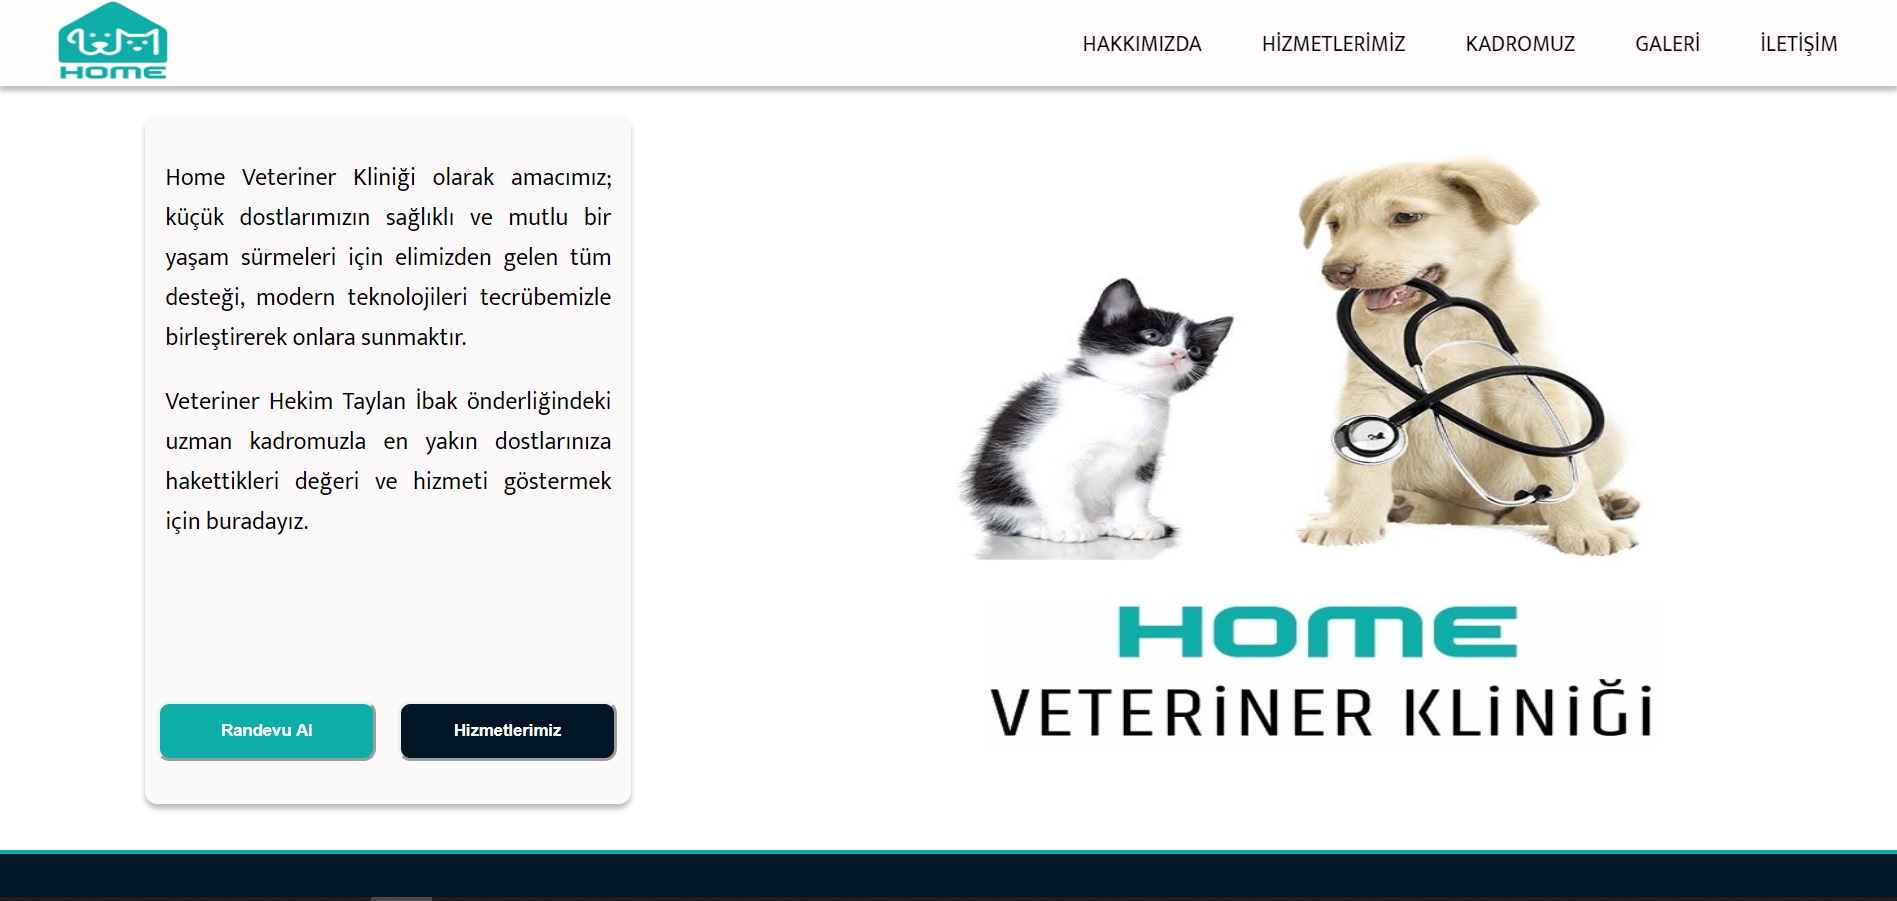 HOME
HAKKIMIZDA
HİZMETLERİMİZ
KADROMUZ
GALERİ
İLETİŞİM
Home Veteriner Kliniği olarak amacımız;
küçük dostlarımızın sağlıklı ve mutlu bir
yaşam sürmeleri için elimizden gelen tüm
desteği, modern teknolojileri tecrübemizle
birleştirerek onlara sunmaktır.
Veteriner Hekim Taylan İbak önderliğindeki
uzman kadromuzla en yakın dostlarınıza
hakettikleri değeri ve hizmeti göstermek
için buradayız.
Randevu Al
Hizmetlerimiz
HOME
VETERİNER KLİNİĞİ